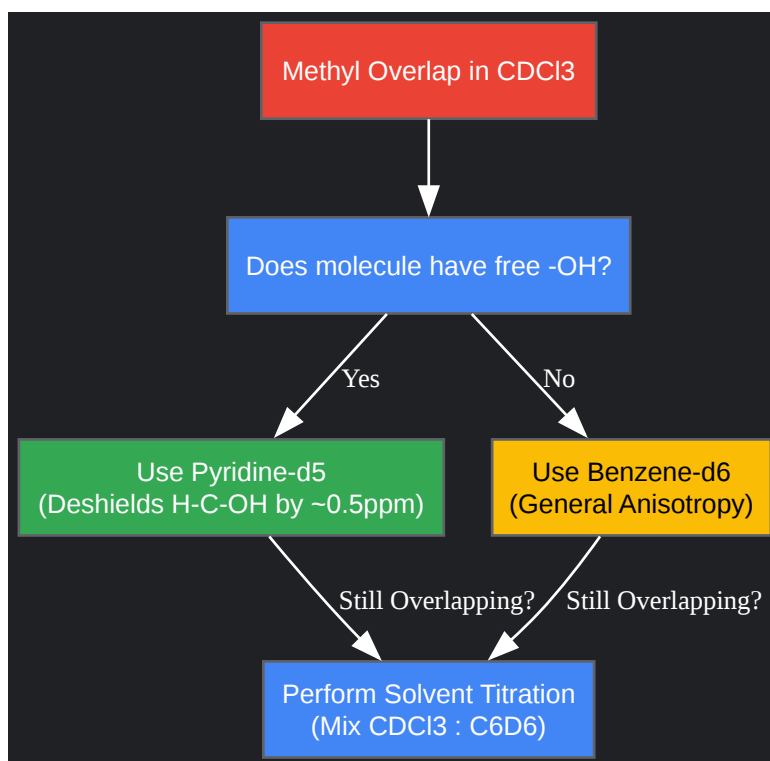 Methyl Overlap in CDCl3
Does molecule have free -OH?
Yes
No
Use Pyridine-d5
(Deshields H-C-OH by ~0.5ppm)
Use Benzene-d6
(General Anisotropy)
Still Overlapping?
Still Overlapping?
Perform Solvent Titration
(Mix CDCl3 : C6D6)